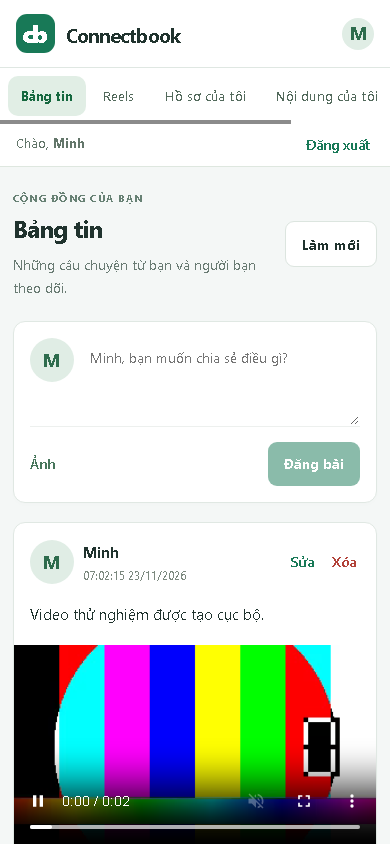 cb Connectbook
M
Bảng tin Reels Hồ sơ của tôi Nội dung của tôi
Chào, Minh
Đăng xuất
CỘNG ĐỒNG CỦA BẠN
Bảng tin
Làm mới
Những câu chuyện từ bạn và người bạn
theo dõi.
M
Minh, bạn muốn chia sẻ điều gì?
Ảnh
Đăng bài
M
Minh
07:02:15 23/11/2026
Sửa Xóa
Video thử nghiệm được tạo cục bộ.
0:00 / 0:02